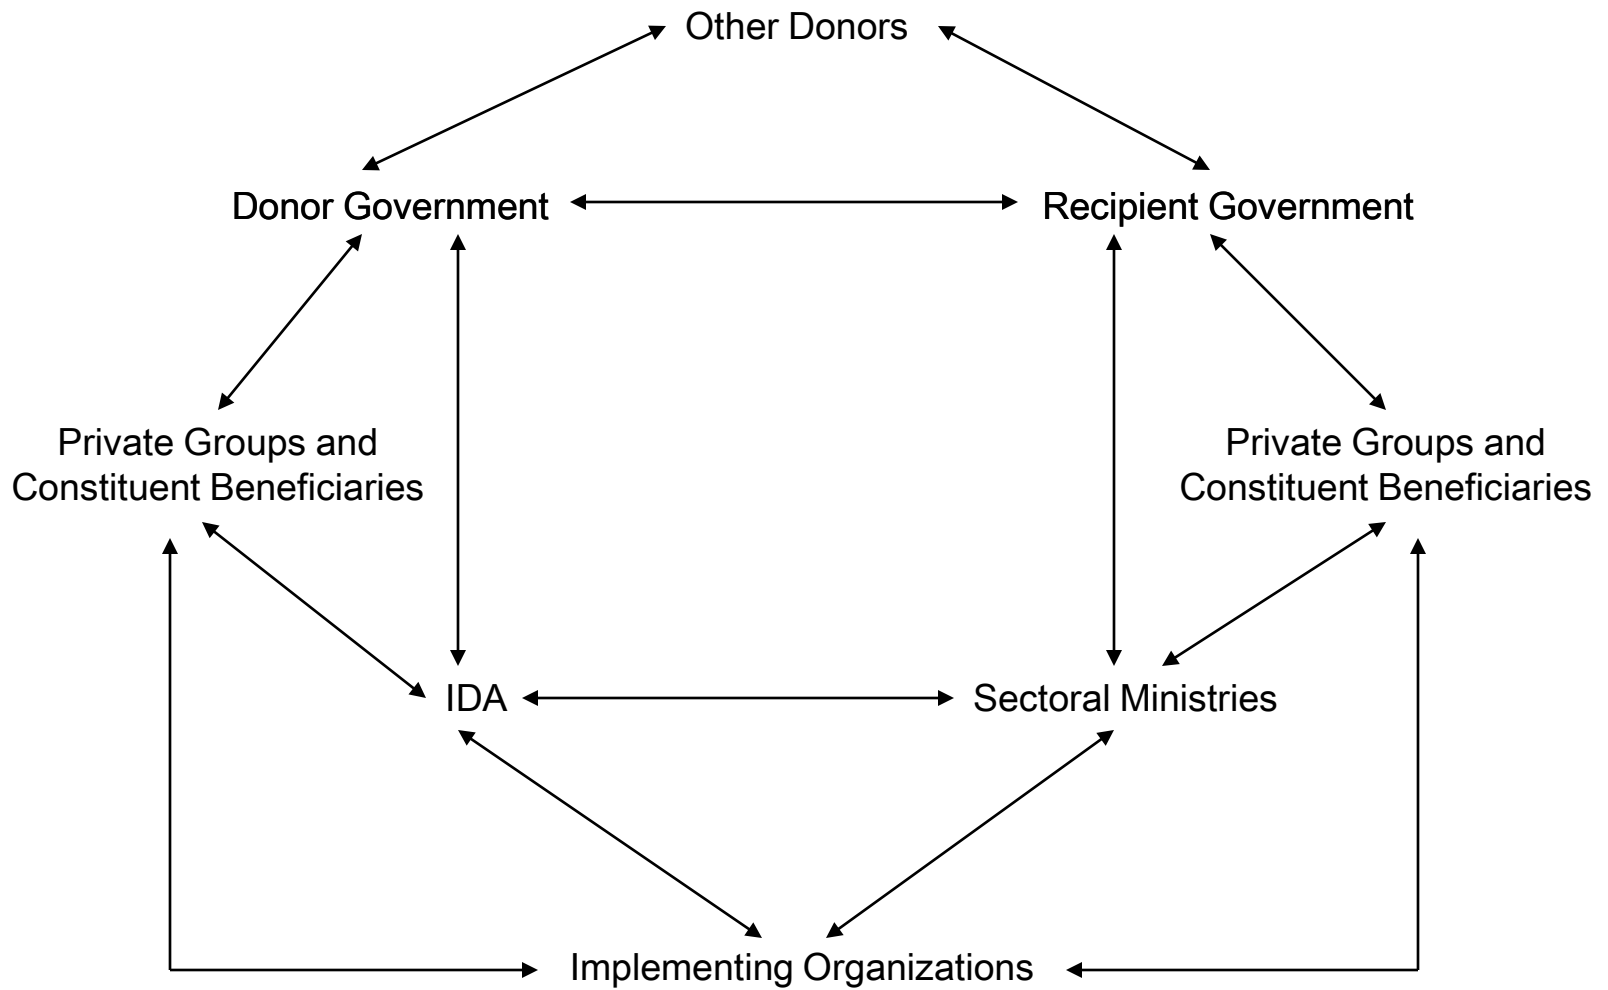 Other Donors
Donor Government
Recipient Government
Private Groups and
Constituent Beneficiaries
Private Groups and
Constituent Beneficiaries
IDA
Sectoral Ministries
Implementing Organizations